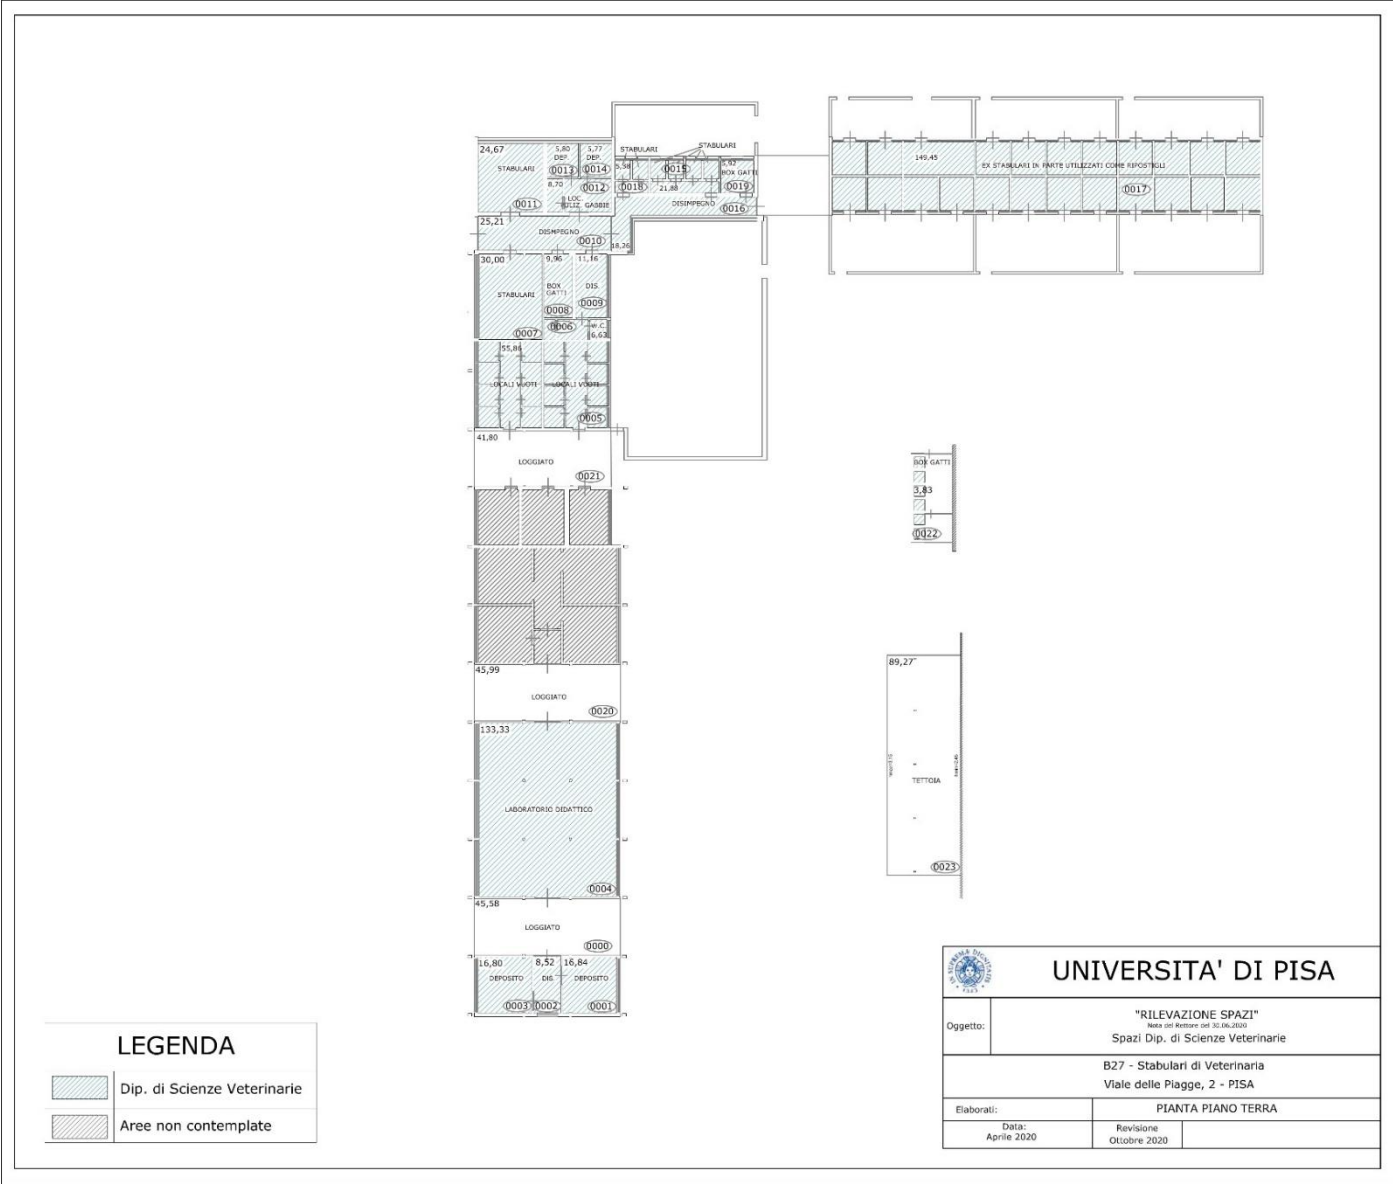 24,67
STABULARI
0011
5,80
DEP.
0013
5,77
DEP.
0014
8,70
0012
LOC.
GABBIE
STABULARI
STABULARI
5,58
0015
5,92
BOX GATTI
0018
21,88
0019
DISIMPEGNO
0016
149,45
EX STABULARI IN PARTE UTILIZZATI COME RIPOSTIGLI
0017
25,21
DISIMPEGNO
0010
18,26
30,00
STABULARI
0007
9,96
BOX
GATTI
0008
11,16
DIS.
0009
0006
W.C.
6,63
55,86
LOCALI VUOTI
LOCALI VUOTI
0005
41,80
LOGGIATO
0021
BOX GATTI
3,83
0022
45,99
LOGGIATO
0020
89,27
TETTOIA
0023
133,33
LABORATORIO DIDATTICO
0004
45,58
LOGGIATO
0000
16,80
DEPOSITO
0003
8,52
DIS.
0002
16,84
DEPOSITO
0001
LEGENDA
Dip. di Scienze Veterinarie
Aree non contemplate
UNIVERSITA' DI PISA
Oggetto:
"RILEVAZIONE SPAZI"
Nota del Rettore del 30.06.2020
Spazi Dip. di Scienze Veterinarie
B27 - Stabulari di Veterinaria
Viale delle Piagge, 2 - PISA
Elaborati:
PIANTA PIANO TERRA
Data:
Aprile 2020
Revisione
Ottobre 2020